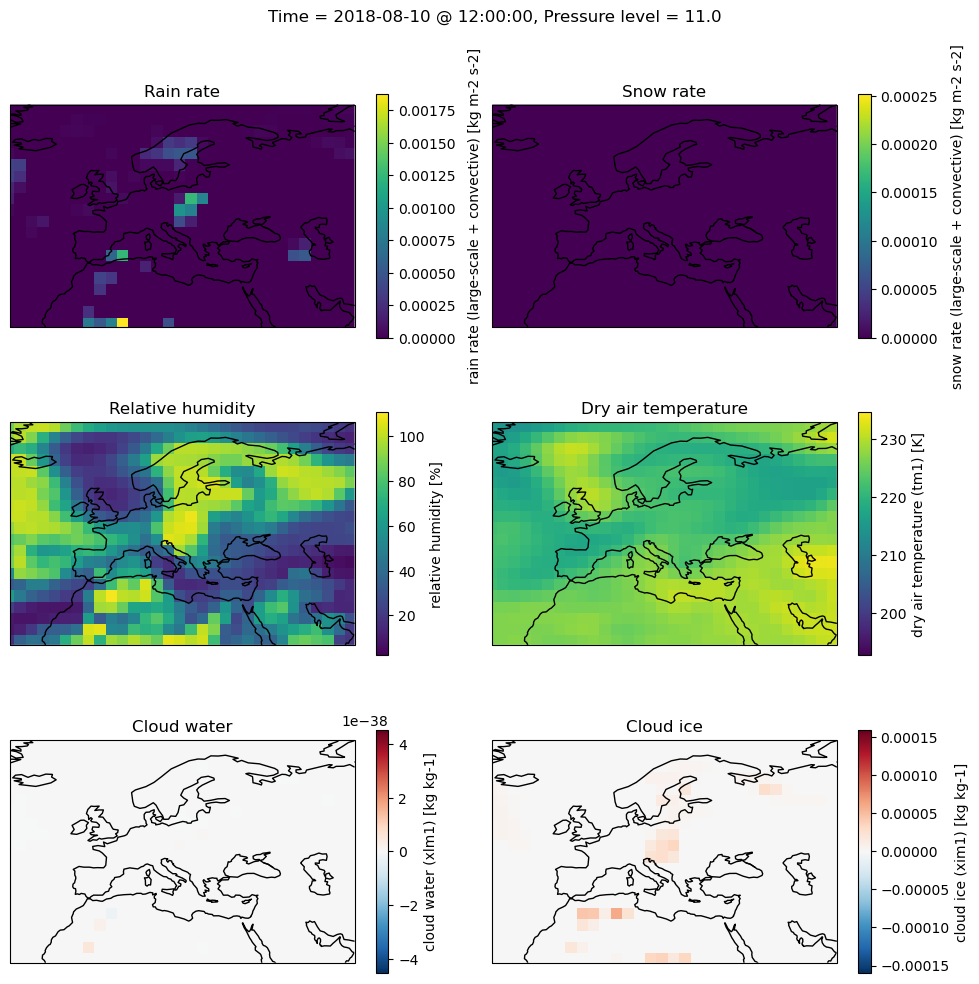 Time = 2018-08-10 @ 12:00:00, Pressure level = 11.0
Rain rate
0.00175
0.00150
0.00125
0.00100
0.00075
0.00050
0.00025
0.00000
rain rate (large-scale + convective) [kg m-2 s-2]
Snow rate
0.00025
0.00020
0.00015
0.00010
0.00005
0.00000
snow rate (large-scale + convective) [kg m-2 s-2]
Relative humidity
100
80
60
40
20
relative humidity [%]
Dry air temperature
230
220
210
200
dry air temperature (tm1) [K]
Cloud water
1e−38
4
2
0
−2
−4
cloud water (xlm1) [kg kg-1]
Cloud ice
0.00015
0.00010
0.00005
0.00000
−0.00005
−0.00010
−0.00015
cloud ice (xim1) [kg kg-1]